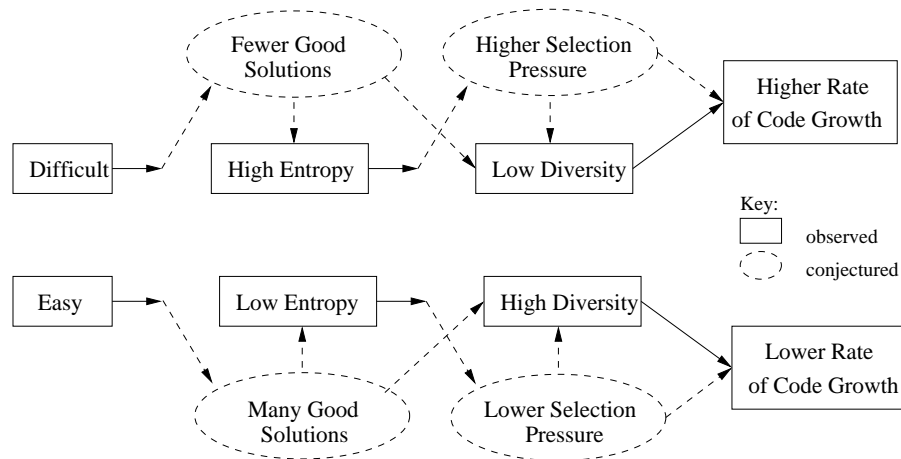 Fewer Good
Solutions
Higher Selection
Pressure
Higher Rate
of Code Growth
Difficult
High Entropy
Low Diversity
Key:
observed
conjectured
Easy
Low Entropy
High Diversity
Lower Rate
of Code Growth
Many Good
Solutions
Lower Selection
Pressure